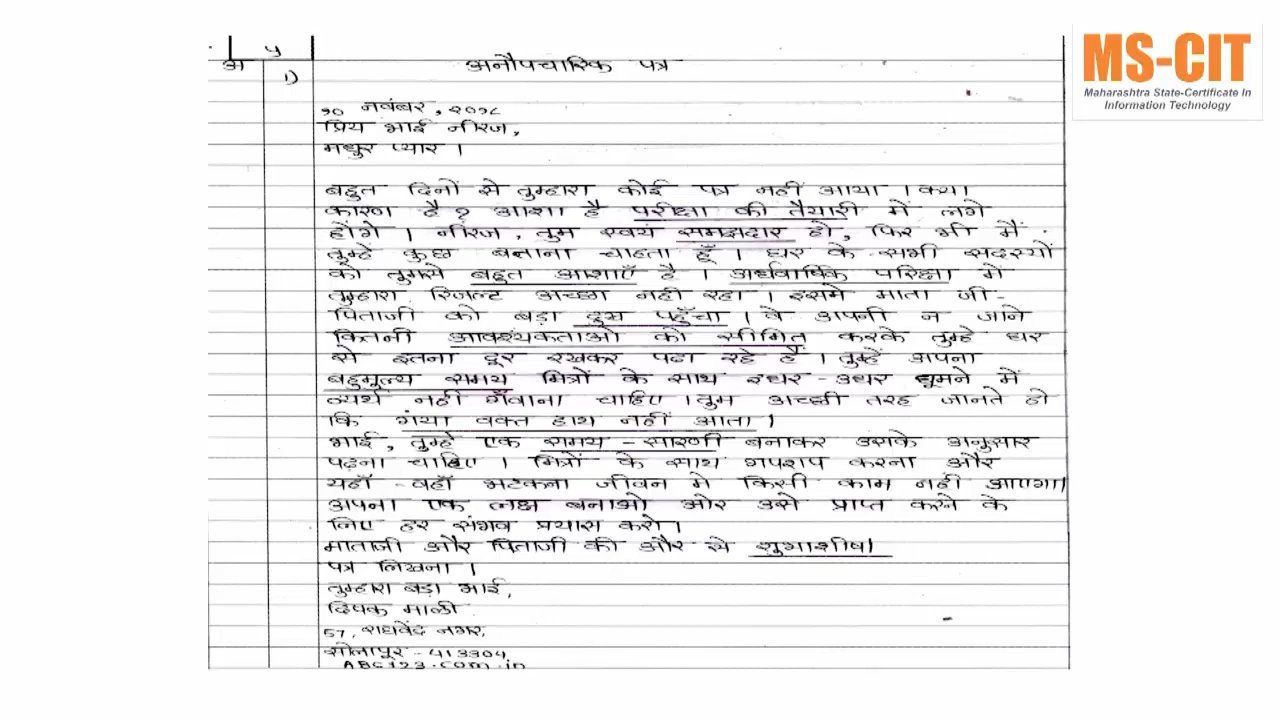 ५
अ
1)
अनौपचारिक पत्र
१० नवंबर, २०१८
प्रिय भाई नीरज,
मधुर प्यार ।
बहुत दिनों से तुम्हारा कोई पत्र नहीं आया । क्या
कारण है? आशा है परीक्षा की तैयारी में लगे
होंगे । नीरज, तुम स्वयं समझदार हो, फिर भी मैं
तुम्हें कुछ बताना चाहता हूँ । घर के सभी सदस्यों
को तुमसे बहुत आशाएँ है । अर्धवार्षिक परिक्षा मे
तुम्हारा रिजल्ट अच्छा नही रहा । इसमे माता जी-
पिताजी को बड़ा दुस पहुँचा । वे अपनी न जाने
कितनी आवश्यकताओ को सीमित करके तुम्हे घर
से इतना दूर रखकर पढा रहे हैं । तुम्हें अपना
बहुमूल्य समय मित्रों के साथ इधर-उधर घूमने में
व्यर्थ नहीं गँवाना चाहिए । तुम अच्छी तरह जानते हो
कि गया वक्त हाथ नहीं आता ।
भाई, तुम्हे एक समय-सारणी बनाकर उसके अनुसार
पढ़ना चाहिए । मित्रों के साथ गपशप करना और
यहाँ-वहाँ भटकना जीवन मे किसी काम नही आएगा।
अपना एक लक्ष बनाओ और उसे प्राप्त करने के
लिए हर संभव प्रयास करो ।
माताजी और पिताजी की और से शुभाशीष।
पत्र लिखना ।
तुम्हारा बड़ा भाई,
दिपक माळी
57, राघवेंद्र नगर,
सोलापूर - 413304
ABC123.com.in
MS-CIT
Maharashtra State-Certificate In
Information Technology